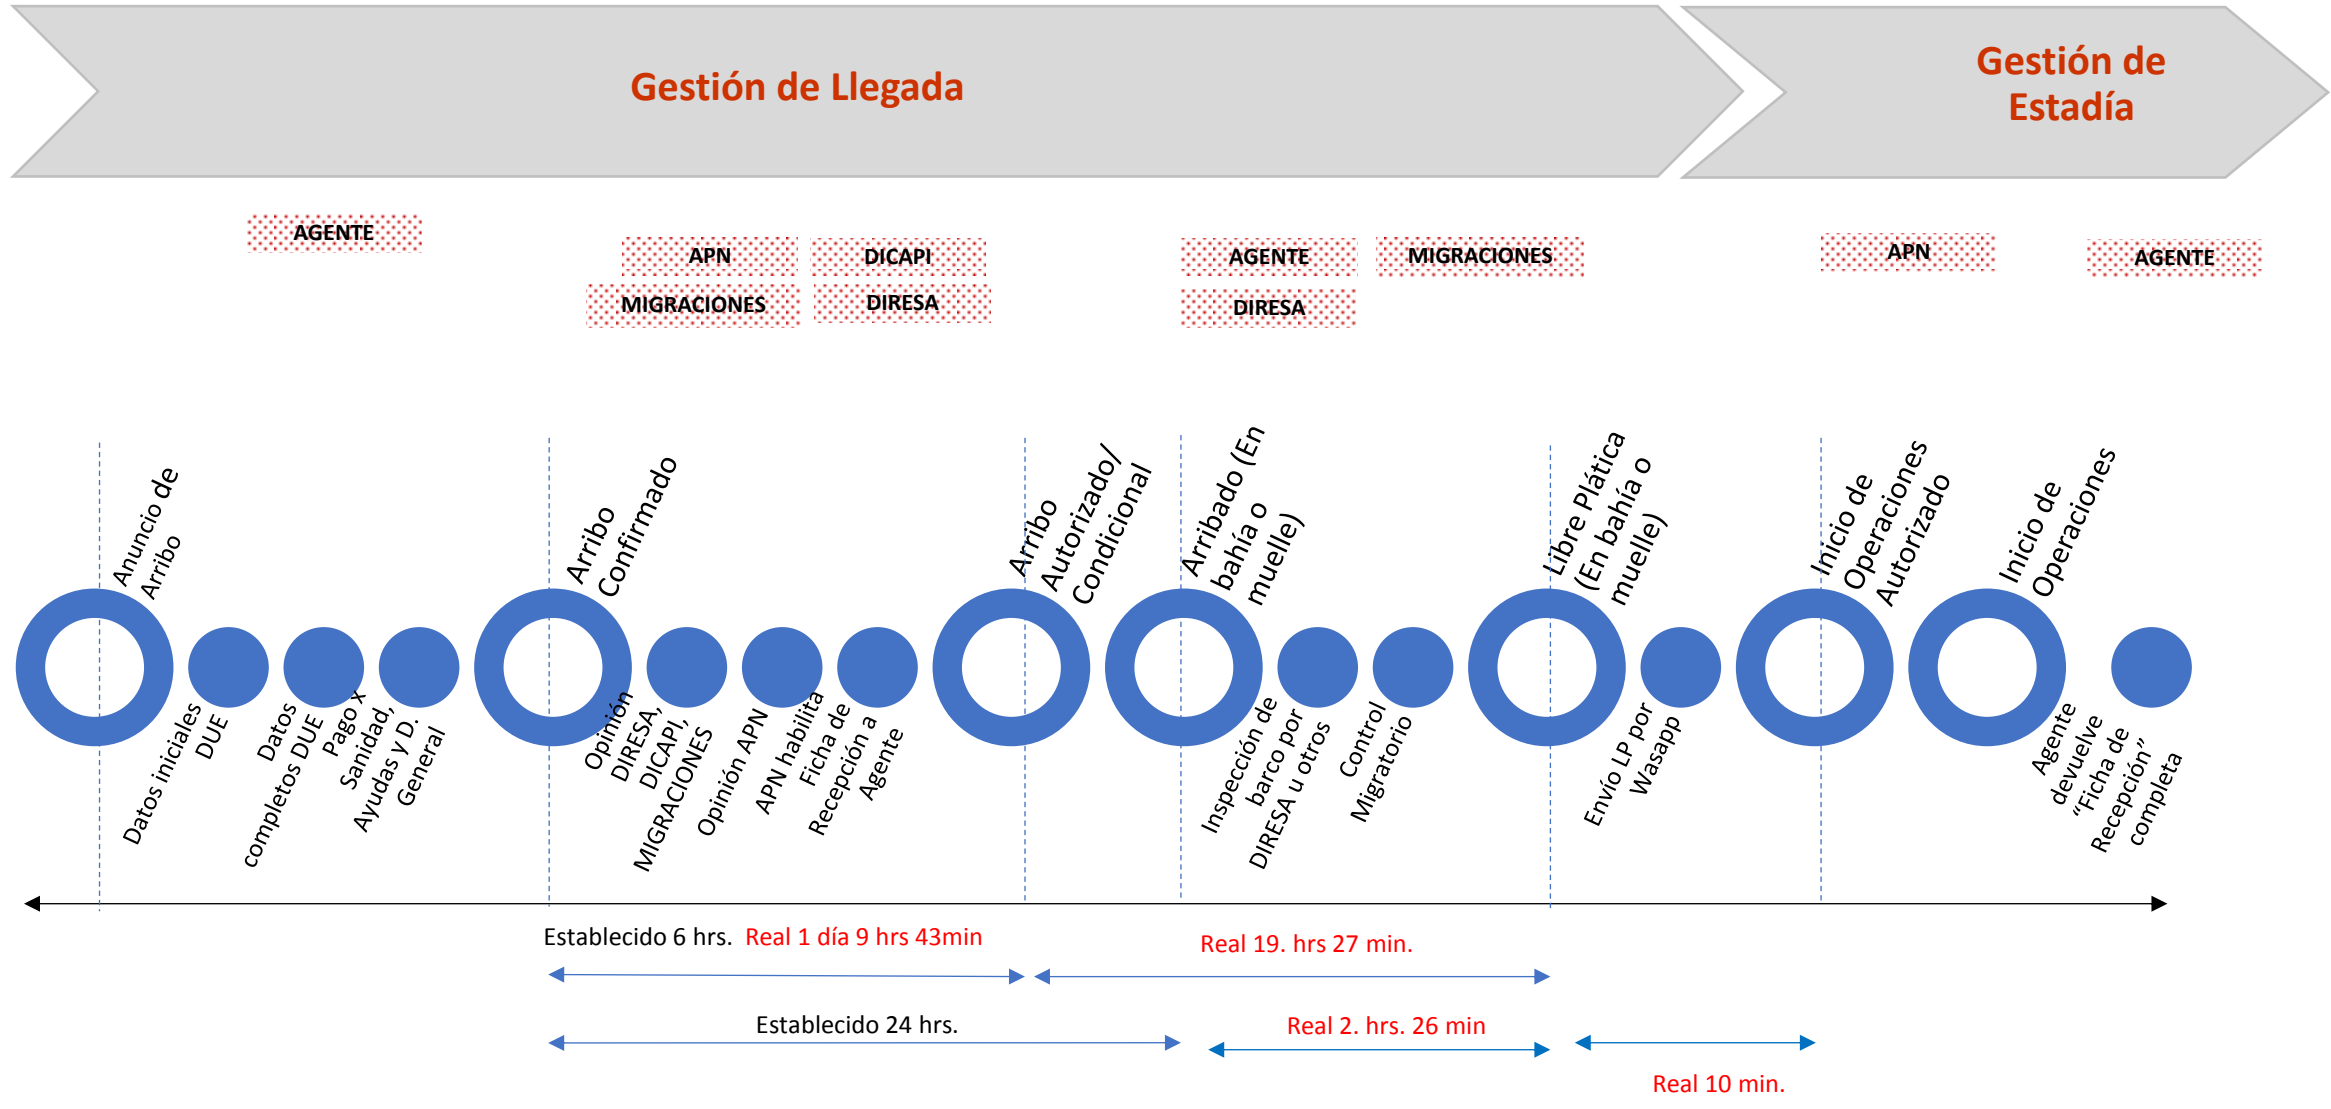 Gestión de Llegada
Gestión de
Estadía
AGENTE
APN
DICAPI
MIGRACIONES
DIRESA
AGENTE
MIGRACIONES
DIRESA
APN
AGENTE
Anuncio de
Arribo
Arribo
Confirmado
Arribo
Autorizado/
Condicional
Arribado (En
bahía o
muelle)
Libre Plática
(En bahía o
muelle)
Inicio de
Operaciones
Autorizado
Inicio de
Operaciones
Datos iniciales
DUE
Datos
completos DUE
Pago x
Sanidad,
Ayudas y D.
General
Opinión
DIRESA,
DICAPI,
MIGRACIONES
Opinión APN
APN habilita
Ficha de
Recepción a
Agente
Inspección de
barco por
DIRESA u otros
Control
Migratorio
Envío LP por
Wasapp
Agente
devuelve
“Ficha de
Recepción”
completa
Establecido 6 hrs. Real 1 día 9 hrs 43min
Real 19. hrs 27 min.
Establecido 24 hrs.
Real 2. hrs. 26 min
Real 10 min.